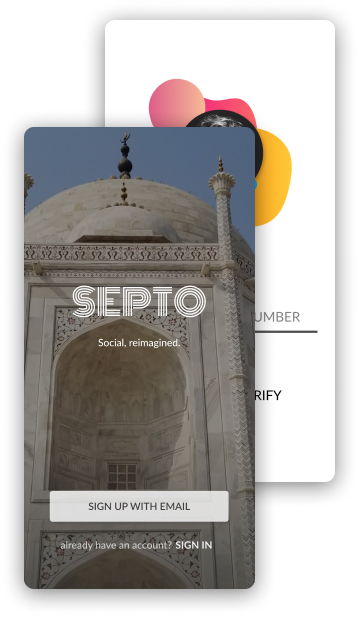 SEPTO
Social, reimagined.
SIGN UP WITH EMAIL
already have an account? SIGN IN
UMBER
RIFY